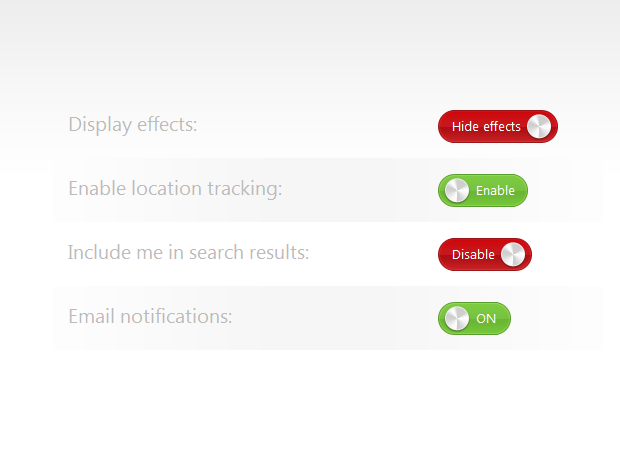 Display effects: Hide effects
Enable location tracking: Enable
Include me in search results: Disable
Email notifications: ON